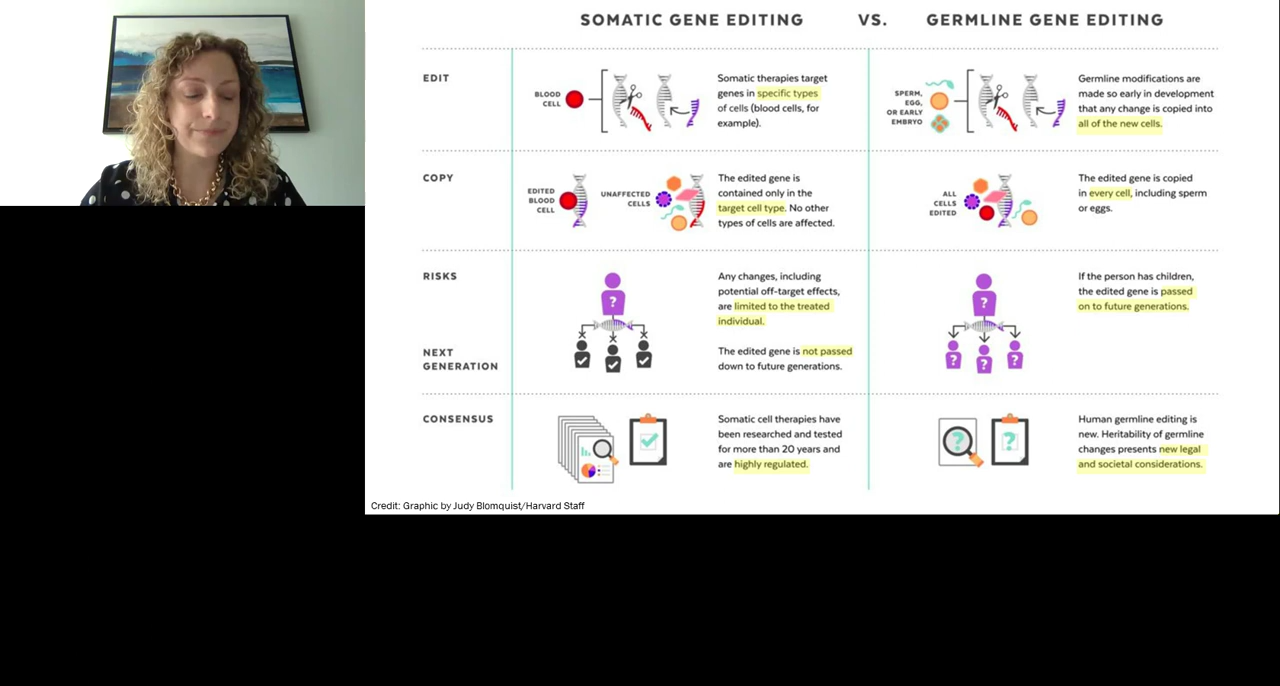 SOMATIC GENE EDITING VS. GERMLINE GENE EDITING
EDIT
BLOOD
CELL
Somatic therapies target
genes in specific types
of cells (blood cells, for
example).
SPERM,
EGG,
OR EARLY
EMBRYO
Germline modifications are
made so early in development
that any change is copied into
all of the new cells.
COPY
EDITED
BLOOD
CELL
UNAFFECTED
CELLS
The edited gene is
contained only in the
target cell type. No other
types of cells are affected.
ALL
CELLS
EDITED
The edited gene is copied
in every cell, including sperm
or eggs.
RISKS
?
Any changes, including
potential off-target effects,
are limited to the treated
individual.
?
If the person has children,
the edited gene is passed
on to future generations.
NEXT
GENERATION
The edited gene is not passed
down to future generations.
? ? ?
CONSENSUS
Somatic cell therapies have
been researched and tested
for more than 20 years and
are highly regulated.
? ?
Human germline editing is
new. Heritability of germline
changes presents new legal
and societal considerations.
Credit: Graphic by Judy Blomquist/Harvard Staff